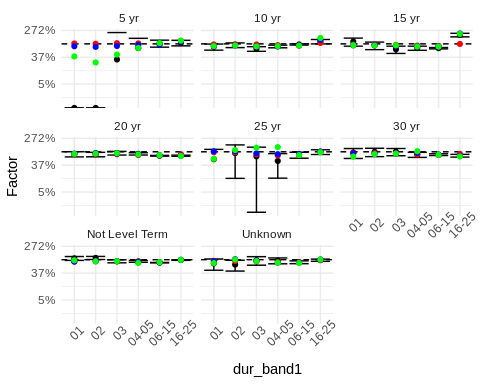 5 yr 10 yr 15 yr
272%
37%
5%
20 yr 25 yr 30 yr
272%
37%
5%
01 02 03 04-05 06-15 16-25
Not Level Term Unknown
272%
37%
5%
01 02 03 04-05 06-15 16-25 01 02 03 04-05 06-15 16-25
Factor
dur_band1